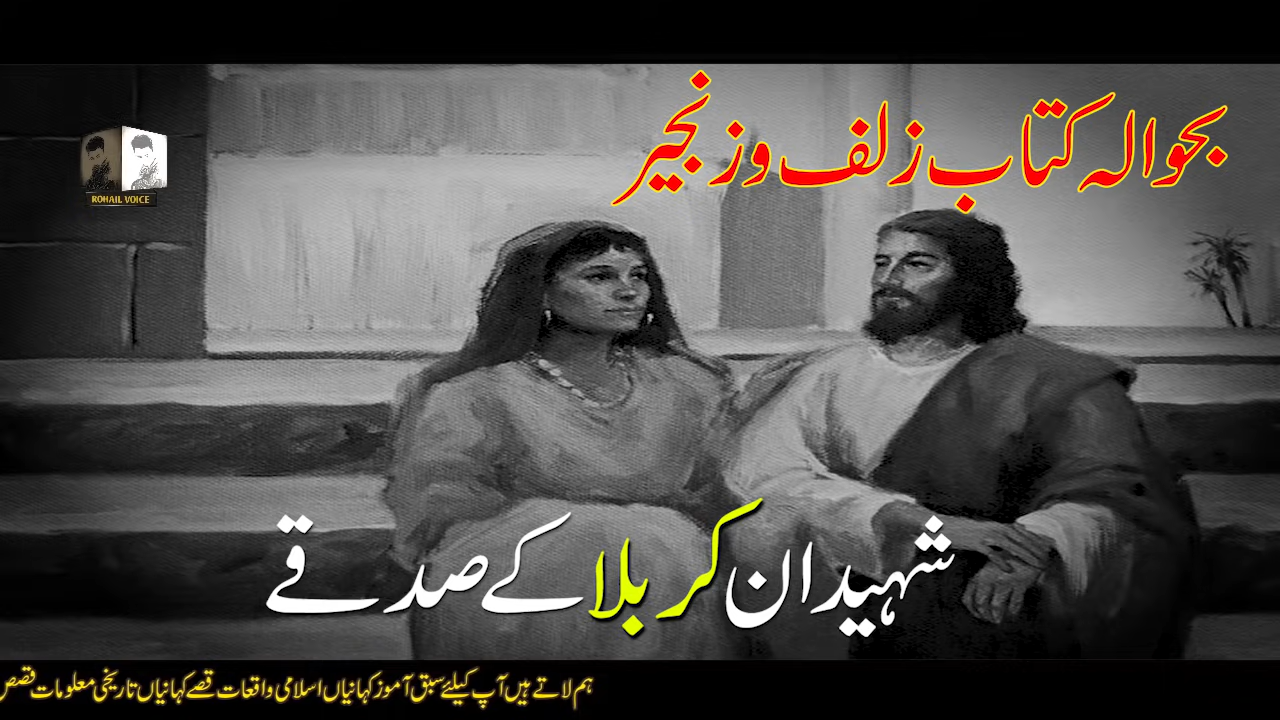 بحوالہ کتاب زلف و زنجیر
ROHAIL VOICE
شہیدان کربلا کے صدقے
ہم لاتے ہیں آپ کیلئے سبق آموز کہانیاں اسلامی واقعات قصے کہانیاں تاریخی معلومات قصص